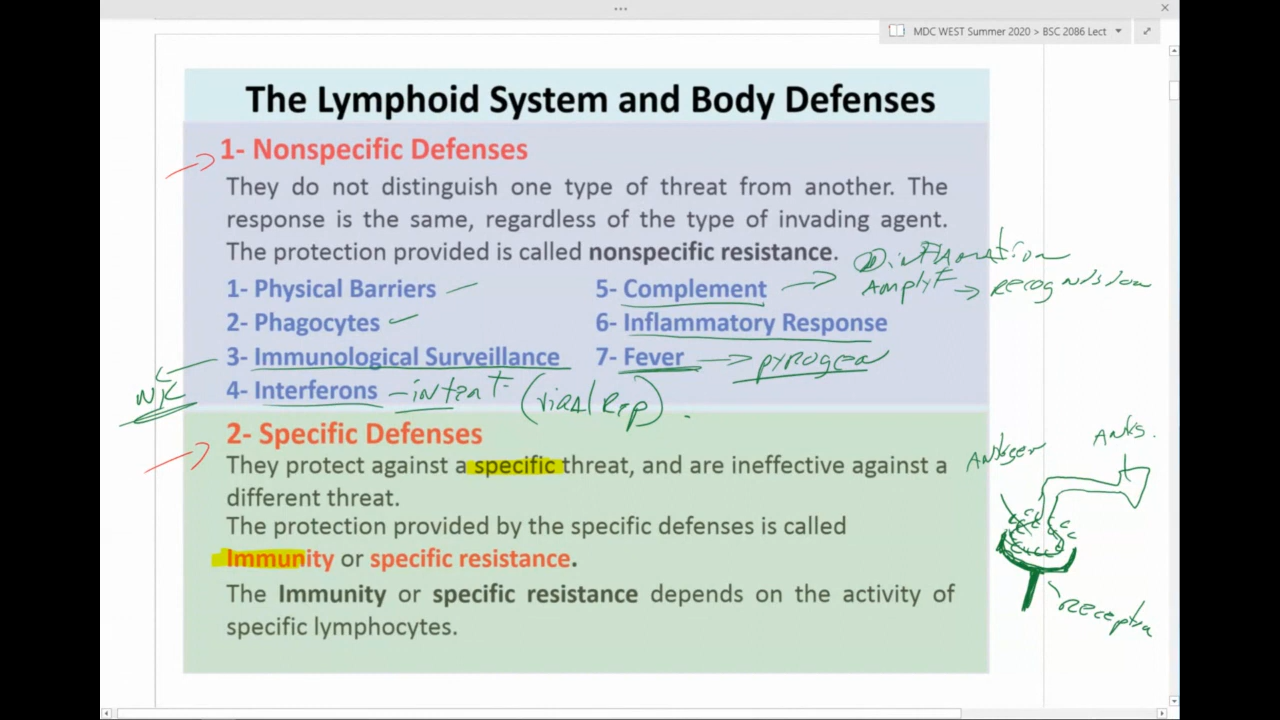 MDC WEST Summer 2020 > BSC 2086 Lect
The Lymphoid System and Body Defenses
1- Nonspecific Defenses
They do not distinguish one type of threat from another. The
response is the same, regardless of the type of invading agent.
The protection provided is called nonspecific resistance.
1- Physical Barriers
2- Phagocytes
3- Immunological Surveillance
4- Interferons
5- Complement
6- Inflammatory Response
7- Fever
pyrogen
NK
(viral Rep)
2- Specific Defenses
They protect against a specific threat, and are ineffective against a
different threat.
The protection provided by the specific defenses is called
Immunity or specific resistance.
The Immunity or specific resistance depends on the activity of
specific lymphocytes.
Antigen